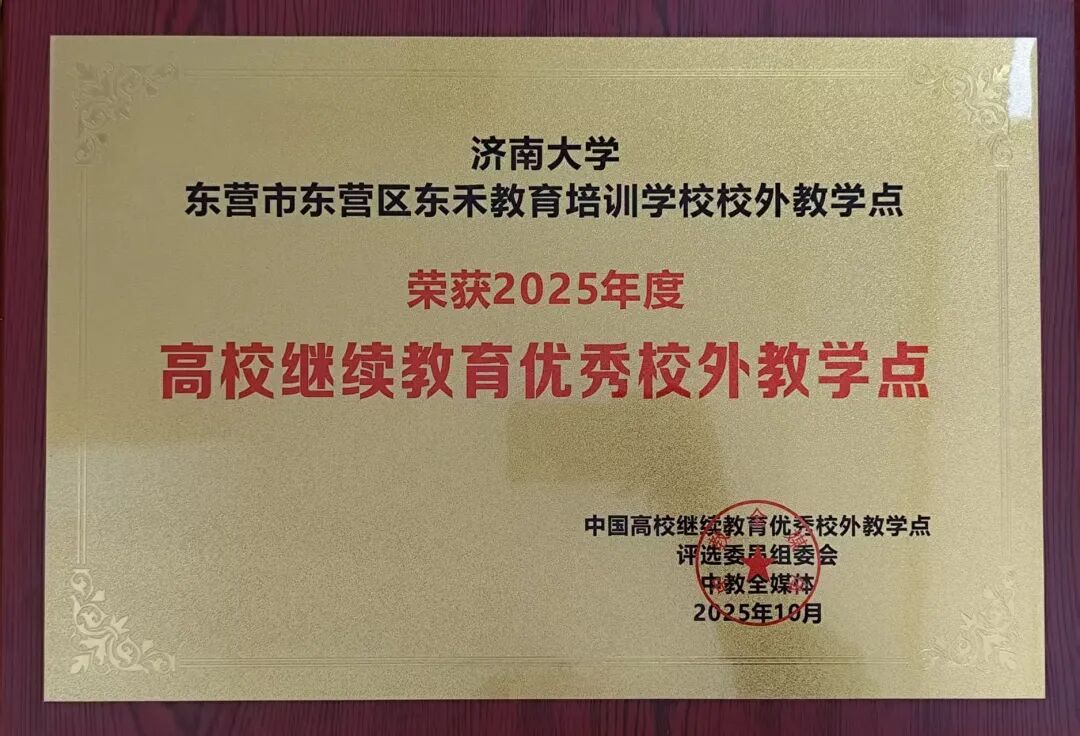 济南大学
东营市东营区东禾教育培训学校校外教学点
荣获2025年度
高校继续教育优秀校外教学点
中国高校继续教育优秀校外教学点
评选委员组委会
中教全媒体
2025年10月